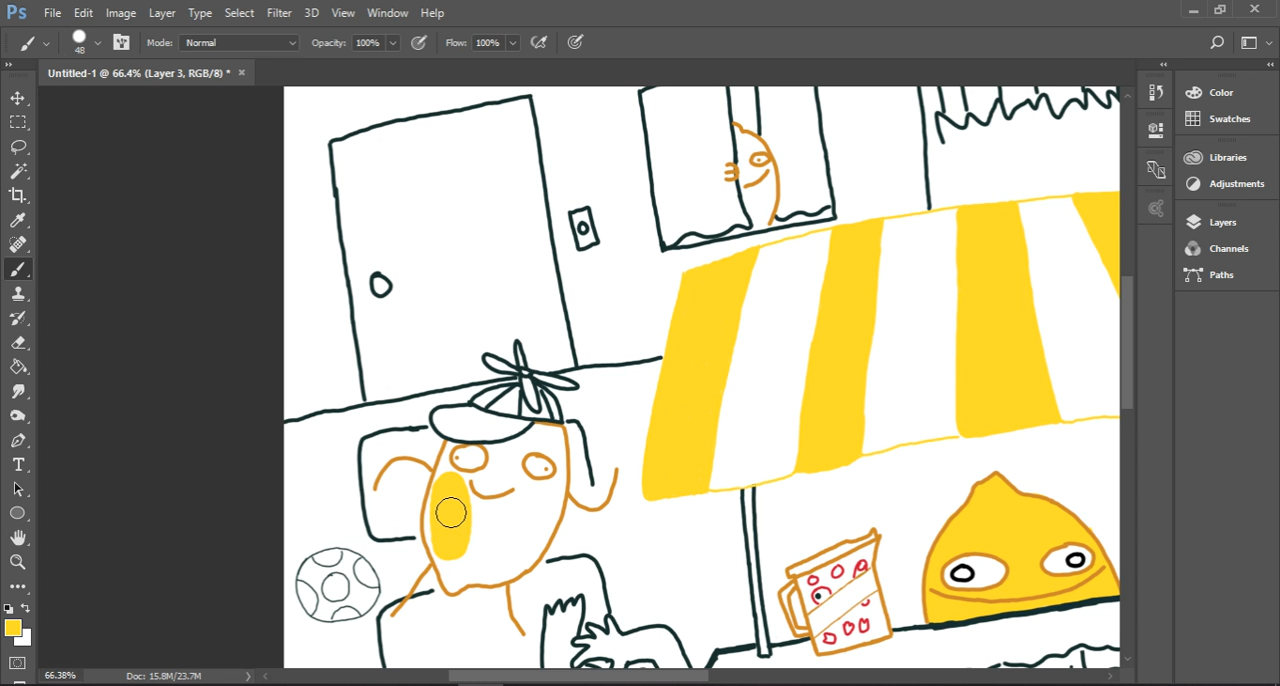 Ps File Edit Image Layer Type Select Filter 3D View Window Help
48 Mode: Normal Opacity: 100% Flow: 100%
Untitled-1 @ 66.4% (Layer 3, RGB/8) *
Color
Swatches
Libraries
Adjustments
Layers
Channels
Paths
66.38% Doc: 15.8M/23.7M